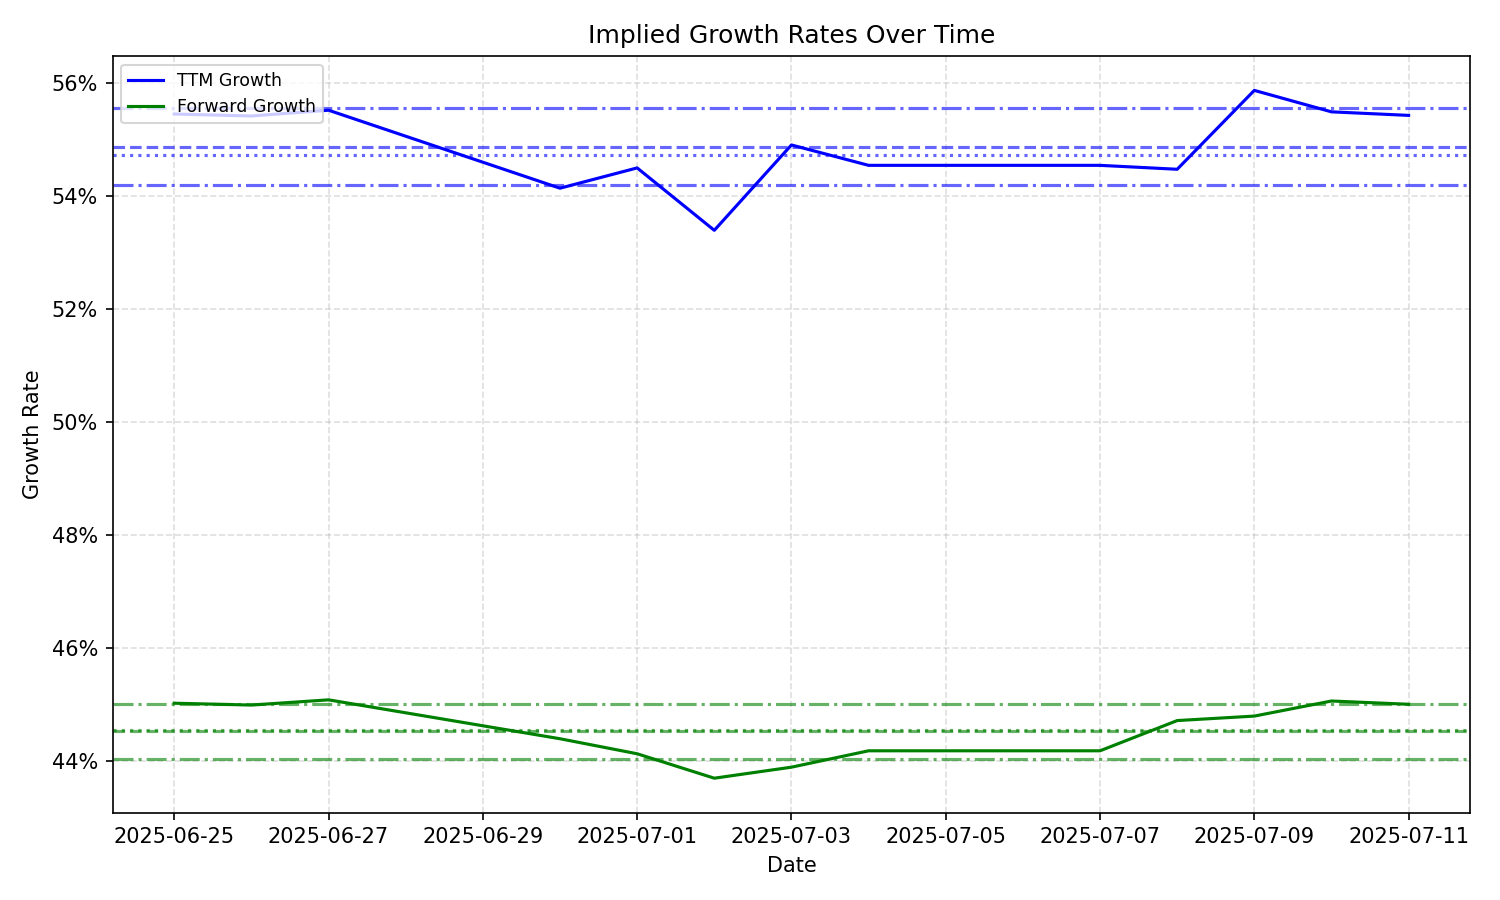 Implied Growth Rates Over Time
TTM Growth
Forward Growth
56%
54%
52%
50%
48%
46%
44%
Growth Rate
2025-06-25 2025-06-27 2025-06-29 2025-07-01 2025-07-03 2025-07-05 2025-07-07 2025-07-09 2025-07-11
Date